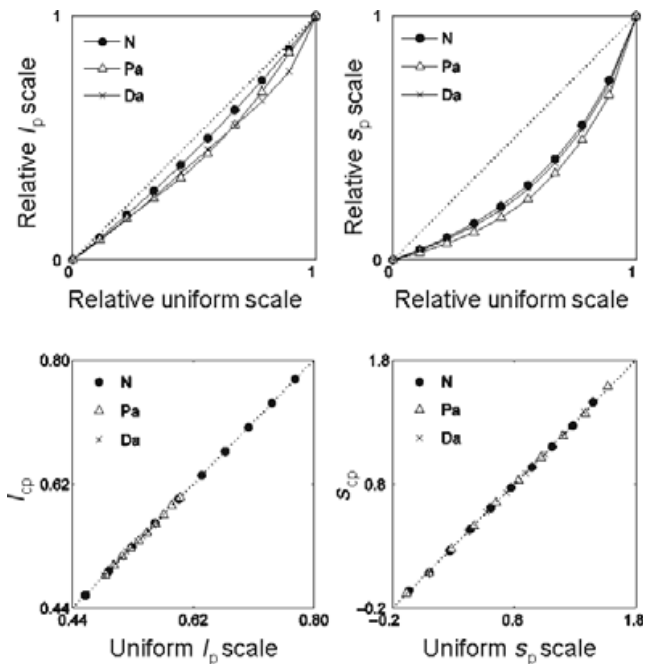 1
N
Pa
Da
Relative lp scale
0
0
1
Relative uniform scale
1
N
Pa
Da
Relative sp scale
0
0
1
Relative uniform scale
0.80
N
Pa
Da
lcp
0.62
0.44
0.44
0.62
0.80
Uniform lp scale
1.8
N
Pa
Da
scp
0.8
−0.2
−0.2
0.8
1.8
Uniform sp scale